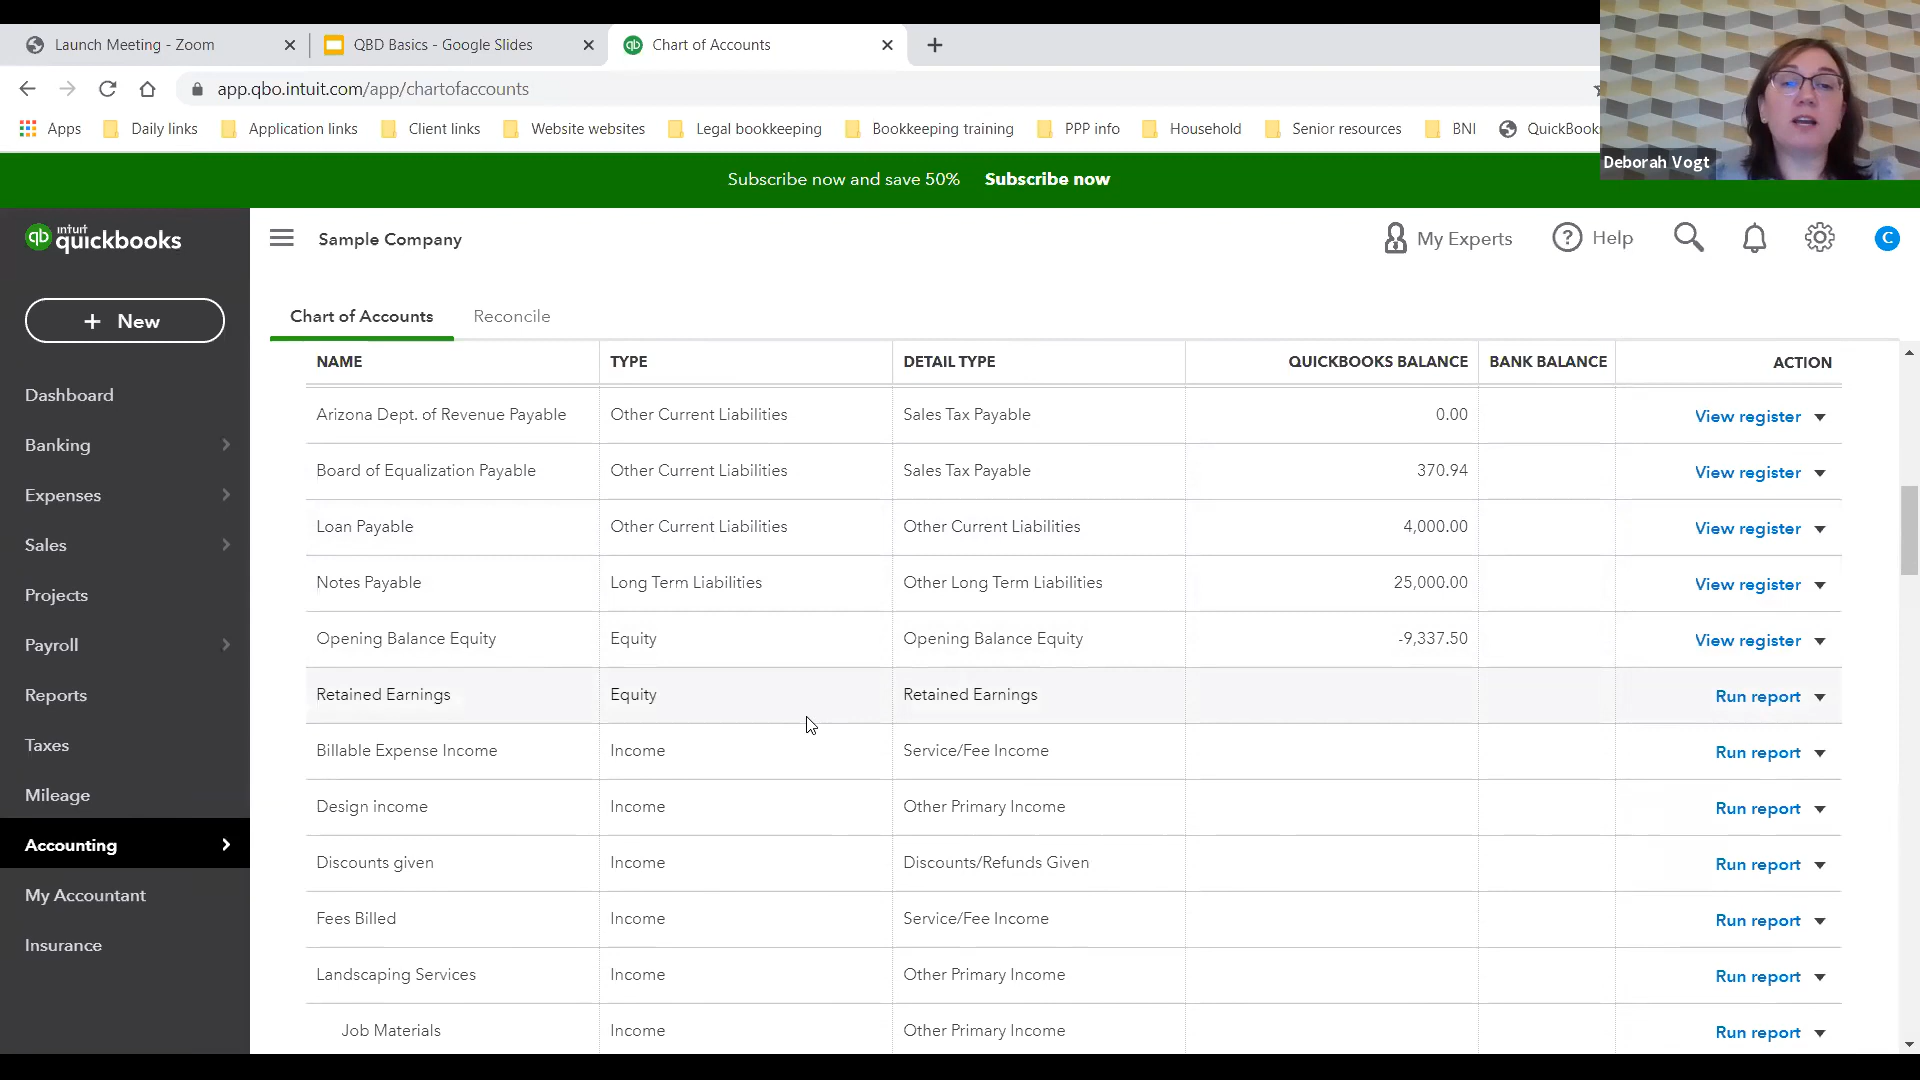 Launch Meeting - Zoom
QBD Basics - Google Slides
Chart of Accounts
app.qbo.intuit.com/app/chartofaccounts
Apps Daily links Application links Client links Website websites Legal bookkeeping Bookkeeping training PPP info Household Senior resources BNI
Deborah Vogt
Subscribe now and save 50% Subscribe now
intuit
quickbooks
Sample Company
My Experts
Help
C
+ New
Chart of Accounts Reconcile
NAME TYPE DETAIL TYPE QUICKBOOKS BALANCE BANK BALANCE ACTION
Dashboard
Banking
Expenses
Sales
Projects
Payroll
Reports
Taxes
Mileage
Accounting
My Accountant
Insurance
Arizona Dept. of Revenue Payable Other Current Liabilities Sales Tax Payable 0.00 View register
Board of Equalization Payable Other Current Liabilities Sales Tax Payable 370.94 View register
Loan Payable Other Current Liabilities Other Current Liabilities 4,000.00 View register
Notes Payable Long Term Liabilities Other Long Term Liabilities 25,000.00 View register
Opening Balance Equity Equity Opening Balance Equity -9,337.50 View register
Retained Earnings Equity Retained Earnings Run report
Billable Expense Income Income Service/Fee Income Run report
Design income Income Other Primary Income Run report
Discounts given Income Discounts/Refunds Given Run report
Fees Billed Income Service/Fee Income Run report
Landscaping Services Income Other Primary Income Run report
Job Materials Income Other Primary Income Run report